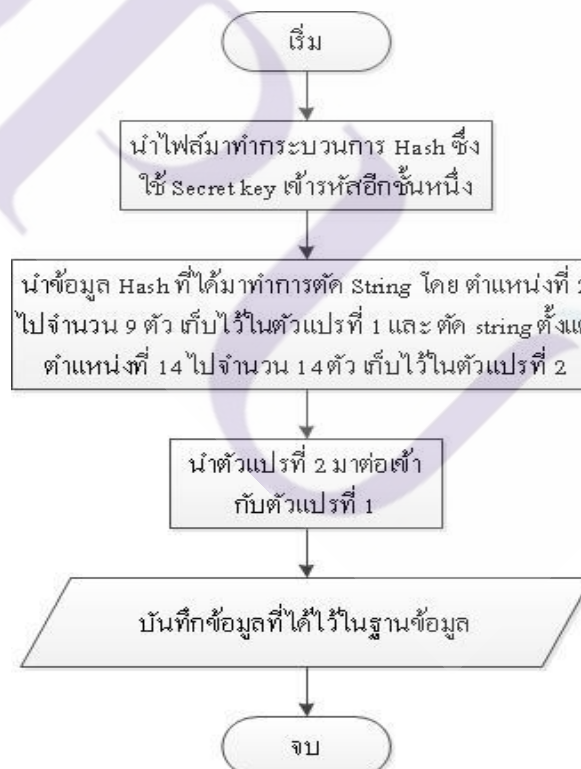 เริ่ม
นำไฟล์มาทำกระบวนการ Hash ซึ่ง
ใช้ Secret key เข้ารหัสอีกชั้นหนึ่ง
นำข้อมูล Hash ที่ได้มาทำการตัด String โดย ตำแหน่งที่ 2
ไปจำนวน 9 ตัว เก็บไว้ในตัวแปรที่ 1 และ ตัด string
ตำแหน่งที่ 14 ไปจำนวน 14 ตัว เก็บไว้ในตัวแปรที่ 2
นำตัวแปรที่ 2 มาต่อเข้า
กับตัวแปรที่ 1
บันทึกข้อมูลที่ได้ไว้ในฐานข้อมูล
จบ